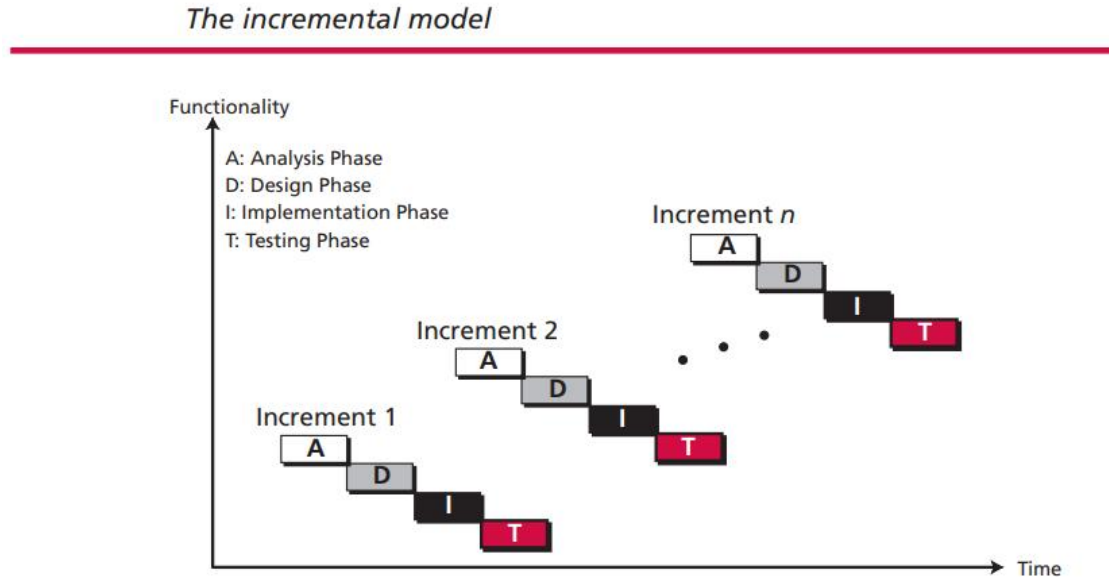 The incremental model
Functionality
A: Analysis Phase
D: Design Phase
I: Implementation Phase
T: Testing Phase
Increment n
A
D
I
T
Increment 2
A
D
I
T
Increment 1
A
D
I
T
Time